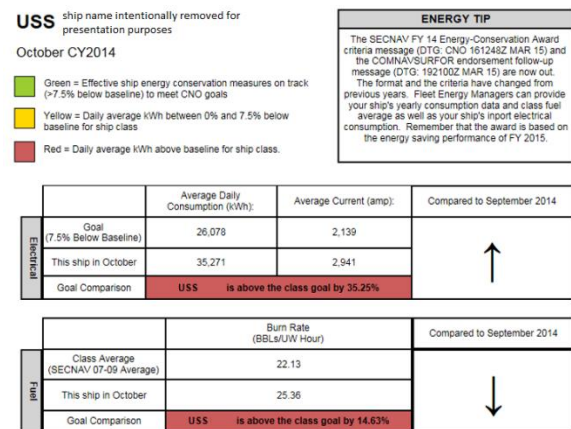 USS ship name intentionally removed for
presentation purposes
October CY2014
Green = Effective ship energy conservation measures on track
(>7.5% below baseline) to meet CNO goals
Yellow = Daily average kWh between 0% and 7.5% below
baseline for ship class
Red = Daily average kWh above baseline for ship class.
ENERGY TIP
The SECNAV FY 14 Energy-Conservation Award
criteria message (DTG: CNO 161248Z MAR 15) and
the COMNAVSURFOR endorsement follow-up
message (DTG: 192100Z MAR 15) are now out.
The format and the criteria have changed from
previous years. Fleet Energy Managers can provide
your ship's yearly consumption data and class fuel
average as well as your ship's inport electrical
consumption. Remember that the award is based on
the energy saving performance of FY 2015.
Electrical
Average Daily
Consumption (kWh):
Average Current (amp):
Compared to September 2014
Goal
(7.5% Below Baseline)
26,078
2,139
This ship in October
35,271
2,941
Goal Comparison
USS is above the class goal by 35.25%
Fuel
Burn Rate
(BBLs/UW Hour)
Compared to September 2014
Class Average
(SECNAV 07-09 Average)
22.13
This ship in October
25.36
Goal Comparison
USS is above the class goal by 14.63%